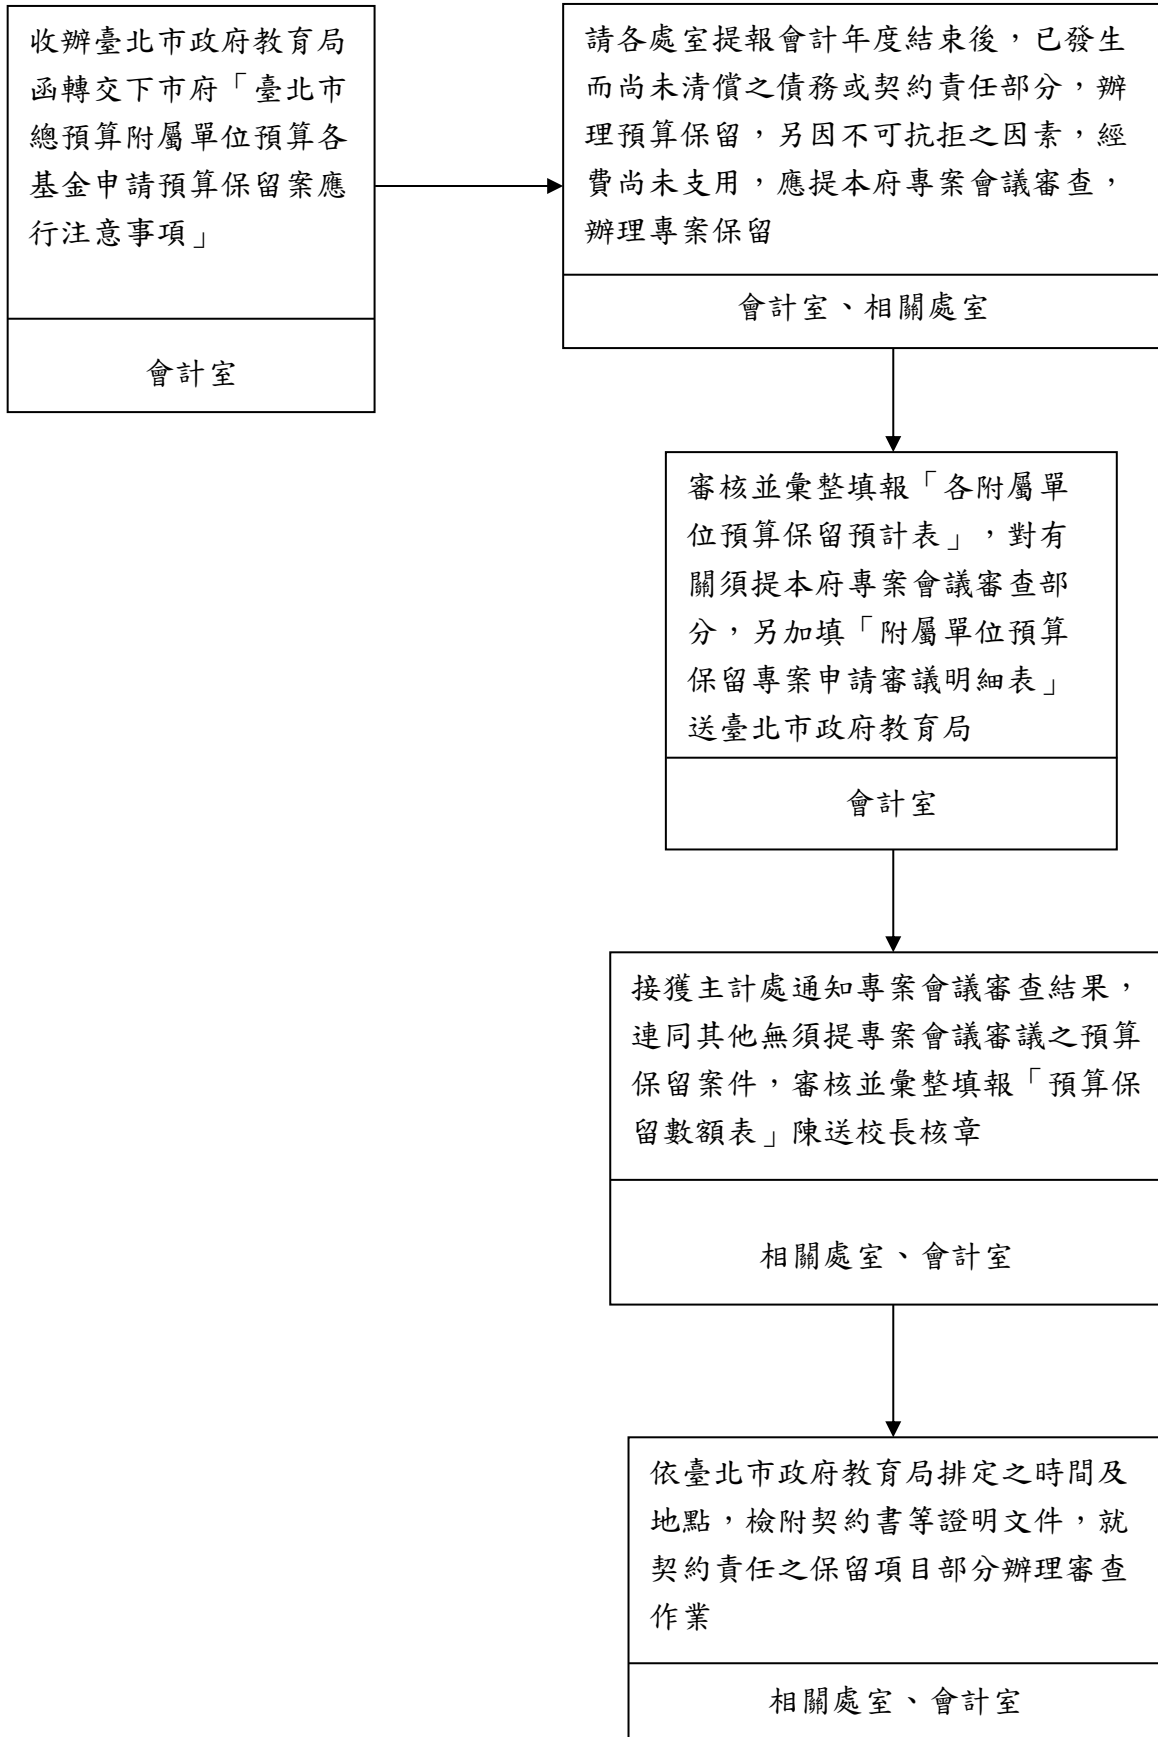 收辦臺北市政府教育局
函轉交下市府「臺北市
總預算附屬單位預算各
基金申請預算保留案應
行注意事項」
會計室
請各處室提報會計年度結束後，已發生
而尚未清償之債務或契約責任部分，辦
理預算保留，另因不可抗拒之因素，經
費尚未支用，應提本府專案會議審查，
辦理專案保留
會計室、相關處室
審核並彙整填報「各附屬單
位預算保留預計表」，對有
關須提本府專案會議審查部
分，另加填「附屬單位預算
保留專案申請審議明細表」
送臺北市政府教育局
會計室
接獲主計處通知專案會議審查結果，
連同其他無須提專案會議審議之預算
保留案件，審核並彙整填報「預算保
留數額表」陳送校長核章
相關處室、會計室
依臺北市政府教育局排定之時間及
地點，檢附契約書等證明文件，就
契約責任之保留項目部分辦理審查
作業
相關處室、會計室